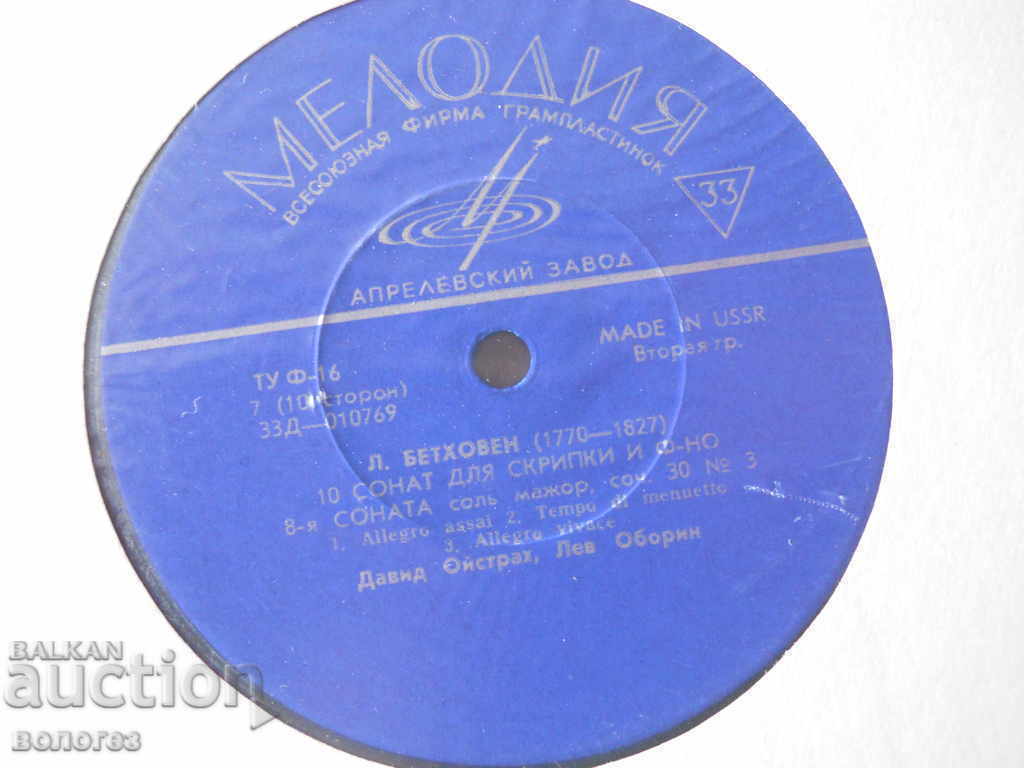 МЕЛОДИЯ
ВСЕСОЮЗНАЯ ФИРМА ГРАМПЛАСТИНОК
33
АПРЕЛЕВСКИЙ ЗАВОД
MADE IN USSR
Вторая гр.
ТУ Ф-16
7 (10 сторон)
33Д—010769
Л. БЕТХОВЕН (1770—1827)
10 СОНАТ ДЛЯ СКРИПКИ И Ф-НО
8-я СОНАТА соль мажор, соч. 30 № 3
1. Allegro assai 2. Tempo di menuetto
3. Allegro vivace
Давид Ойстрах, Лев Оборин
BALKAN
auction
вологез